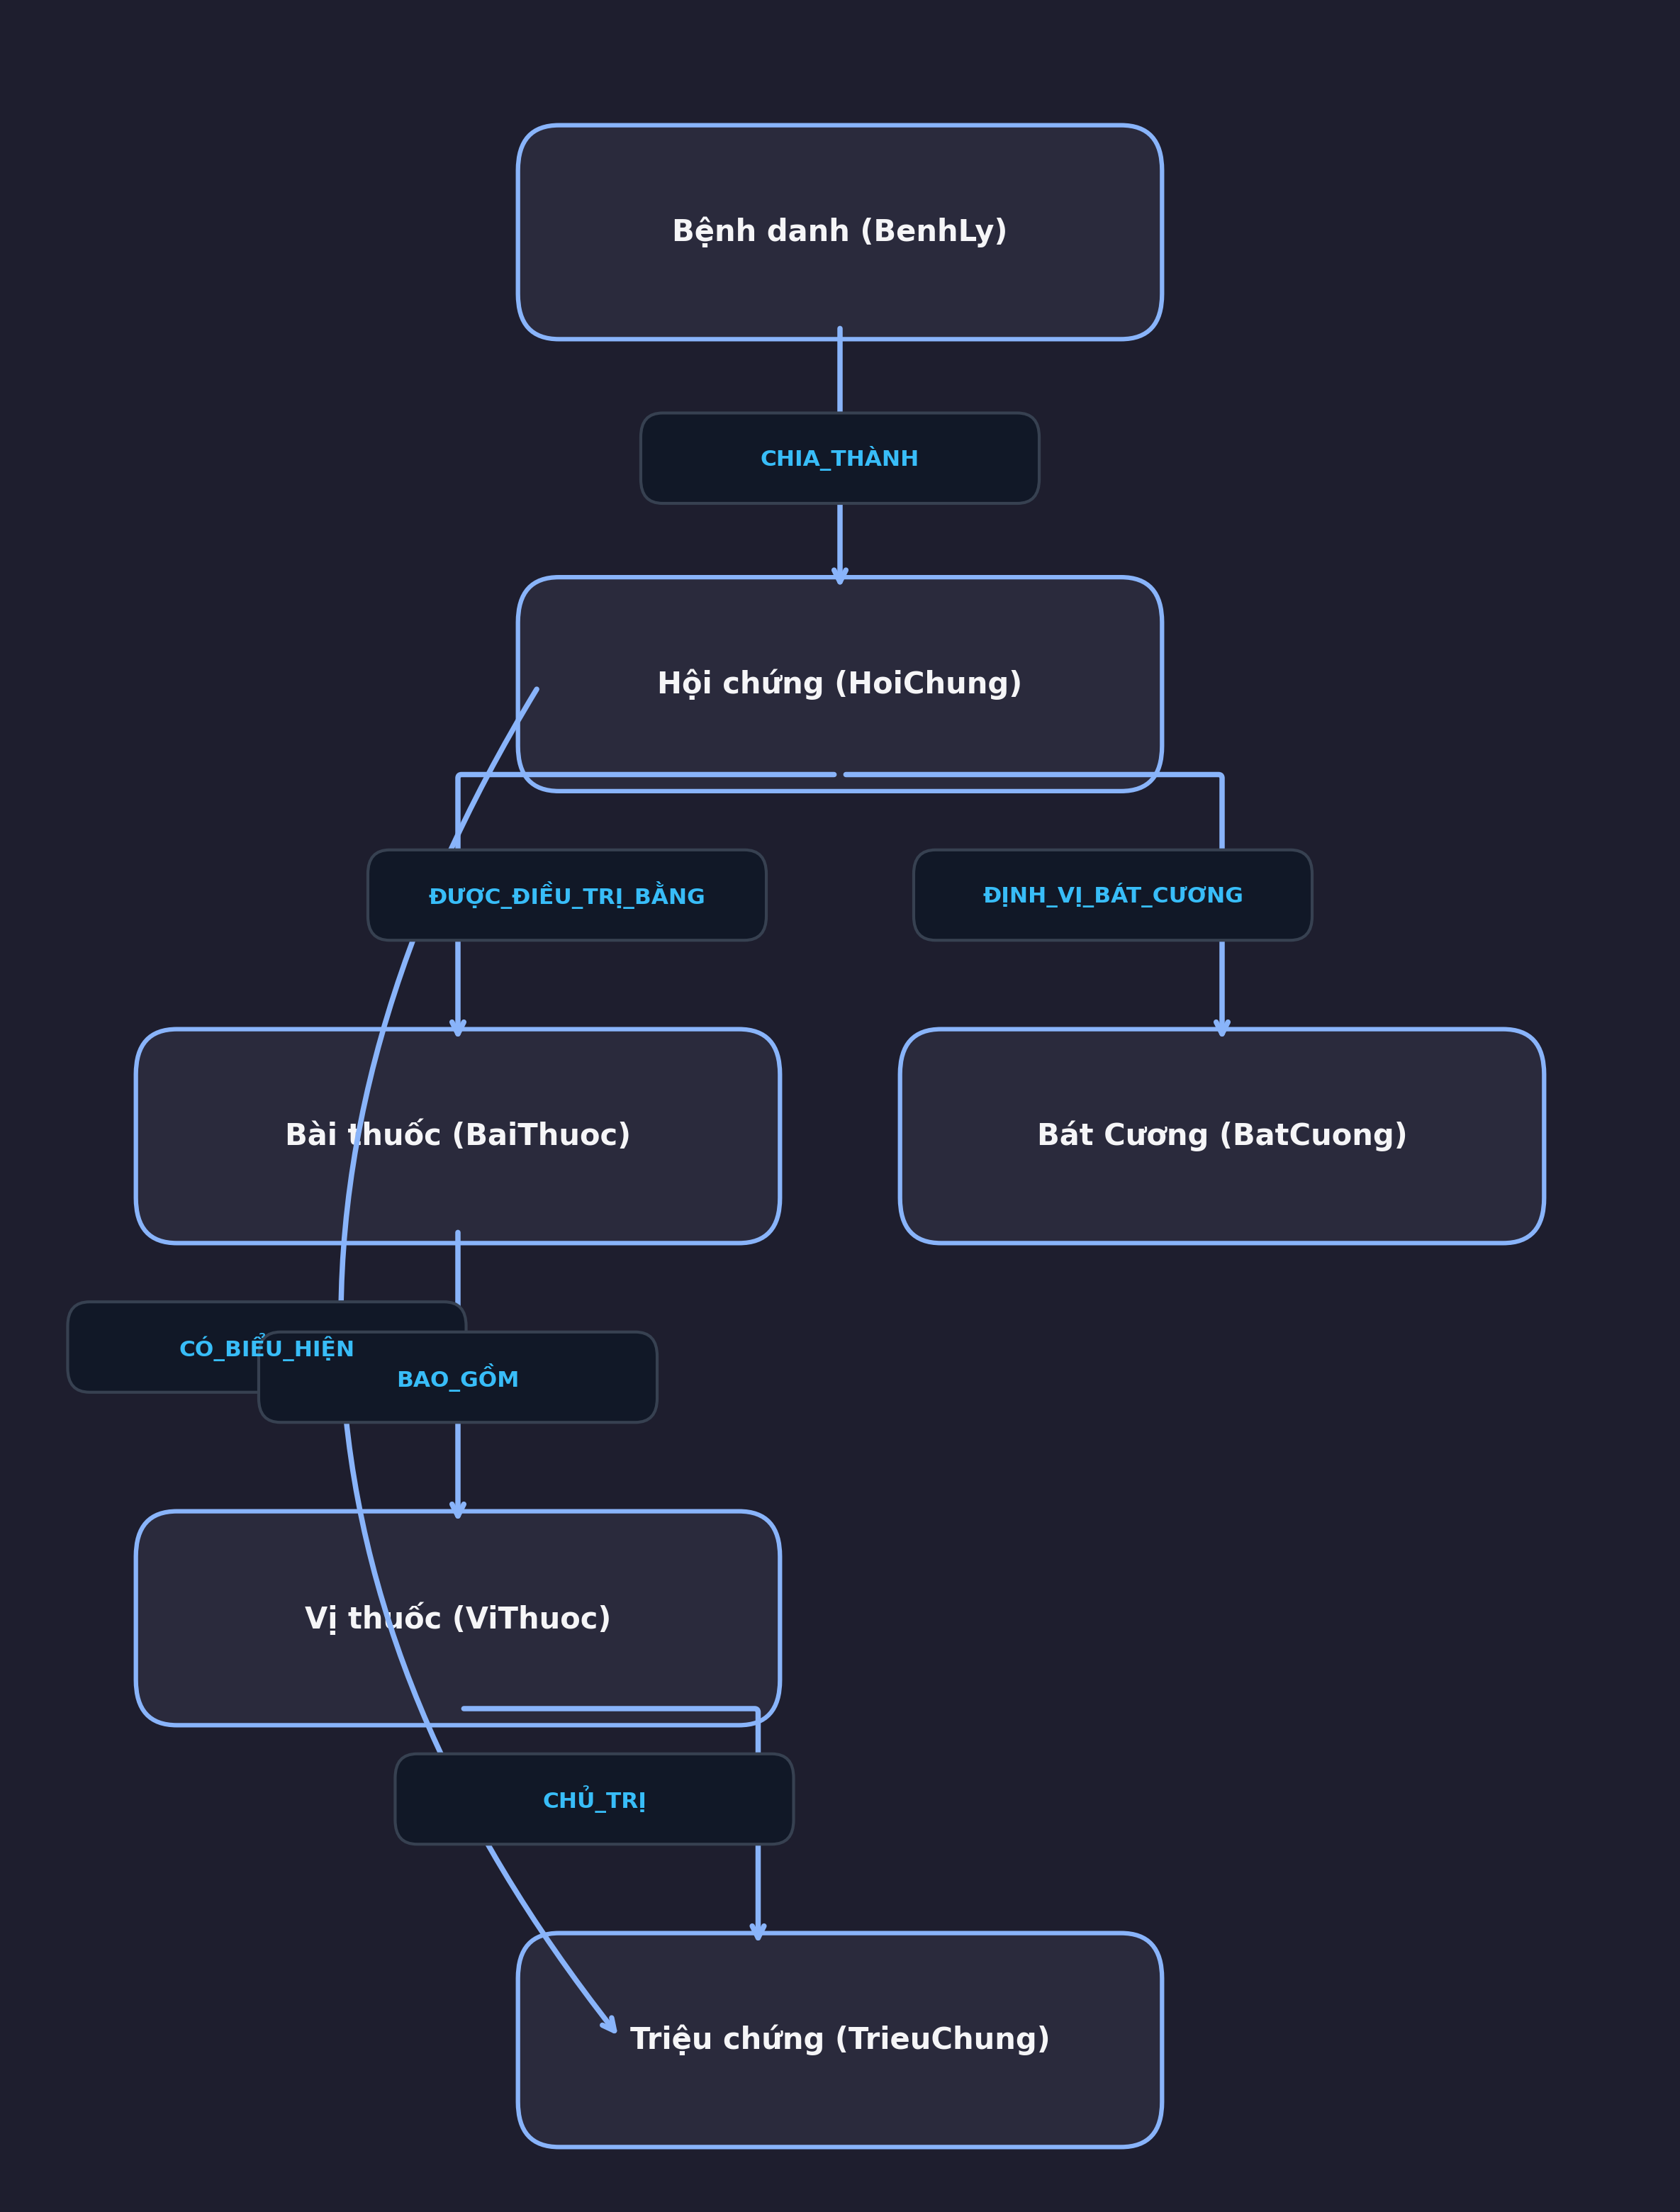 Bệnh danh (BenhLy)
CHIA_THÀNH
Hội chứng (HoiChung)
ĐƯỢC_ĐIỀU_TRỊ_BẰNG
ĐỊNH_VỊ_BÁT_CƯƠNG
Bài thuốc (BaiThuoc)
Bát Cương (BatCuong)
CÓ_BIỂU_HIỆN
BAO_GỒM
Vị thuốc (ViThuoc)
CHỦ_TRỊ
Triệu chứng (TrieuChung)